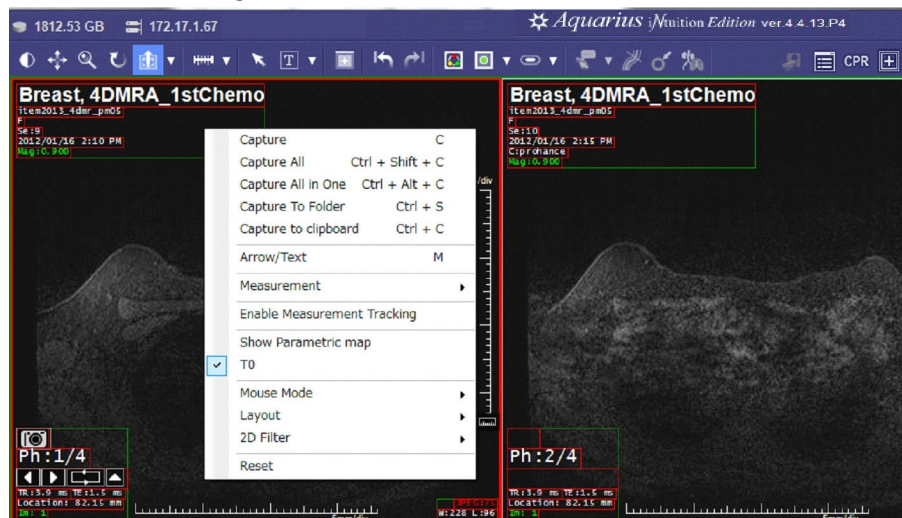 1812.53 GB 172.17.1.67 Aquarius iNtuition Edition ver.4.4.13.P4
T CPR
Breast, 4DMRA_1stChemo
item2013_4dmr_pm05
F
Se:9
2012/01/16 2:10 PM
Mag:0.900
Capture C
Capture All Ctrl + Shift + C
Capture All in One Ctrl + Alt + C
Capture To Folder Ctrl + S
Capture to clipboard Ctrl + C
Arrow/Text M
Measurement
Enable Measurement Tracking
Show Parametric map
T0
Mouse Mode
Layout
2D Filter
Reset
/div
Ph:1/4
TR:3.9 ms TE:1.5 ms
Location: 82.15 mm
Im: 1
W:228 L:96
Breast, 4DMRA_1stChemo
item2013_4dmr_pm05
F
Se:10
2012/01/16 2:15 PM
C:prohance
Mag:0.900
Ph:2/4
TR:3.9 ms TE:1.5 ms
Location: 82.15 mm
Im: 1